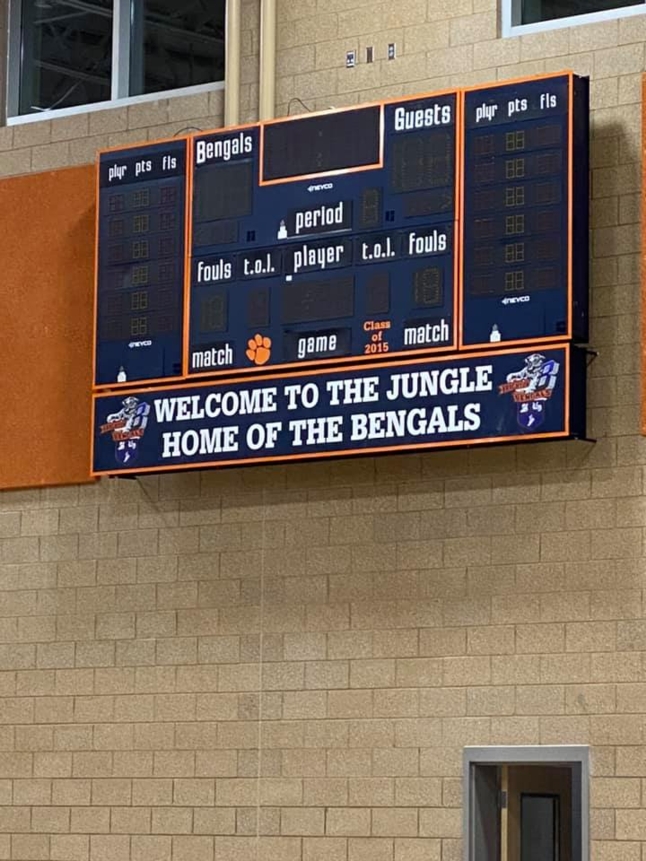 plyr pts fls
Bengals
Guests
plyr pts fls
NEVCO
period
fouls t.o.l. player t.o.l. fouls
NEVCO
NEVCO
match game Class of 2015 match
WELCOME TO THE JUNGLE
HOME OF THE BENGALS